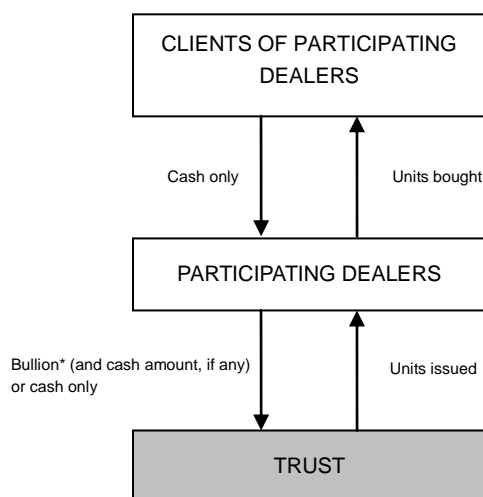 CLIENTS OF PARTICIPATING
DEALERS
Cash only
Units bought
PARTICIPATING DEALERS
Bullion* (and cash amount, if any)
or cash only
Units issued
TRUST